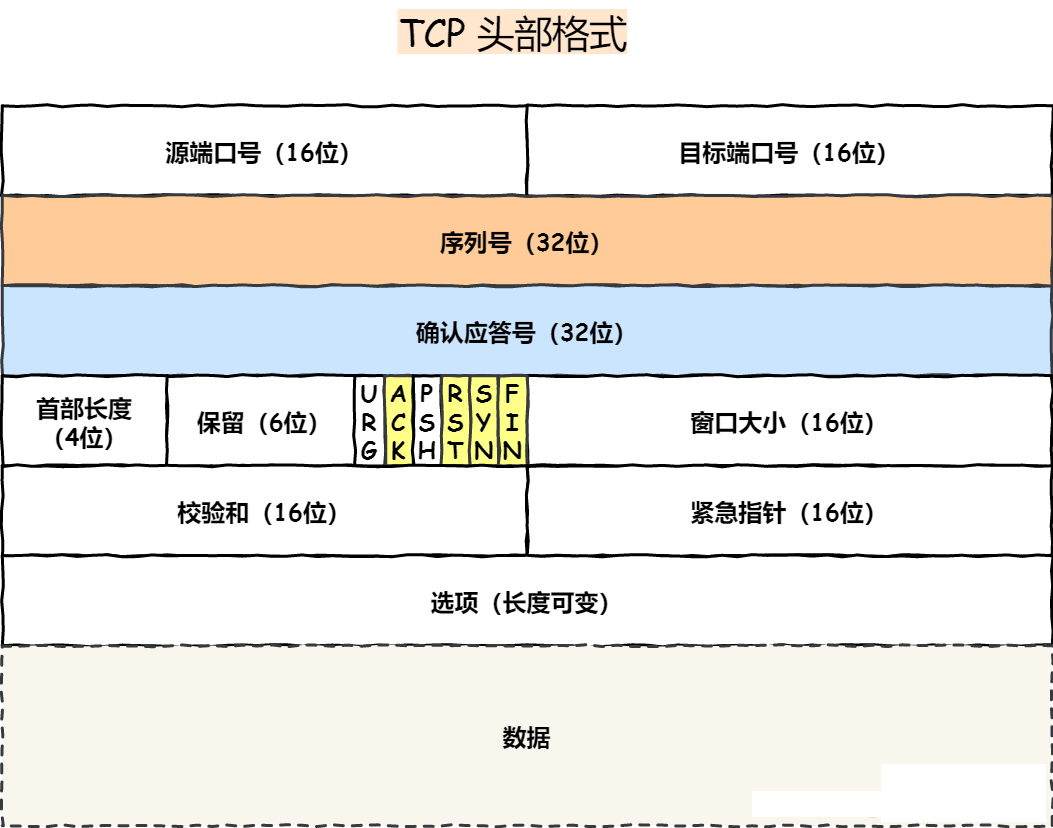 TCP 头部格式
源端口号（16位） 目标端口号（16位）
序列号（32位）
确认应答号（32位）
首部长度
（4位）
保留（6位）
URG
ACK
PSH
RST
SYN
FIN
窗口大小（16位）
校验和（16位） 紧急指针（16位）
选项（长度可变）
数据